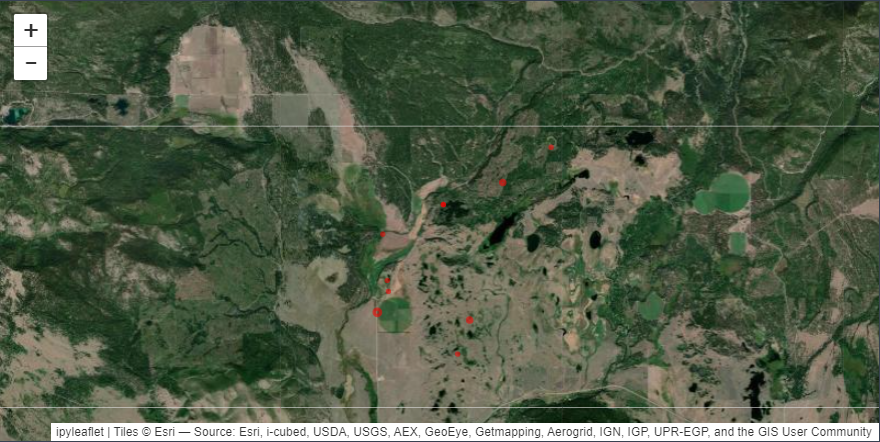 +
−
ipyleaflet | Tiles © Esri — Source: Esri, i-cubed, USDA, USGS, AEX, GeoEye, Getmapping, Aerogrid, IGN, IGP, UPR-EGP, and the GIS User Community